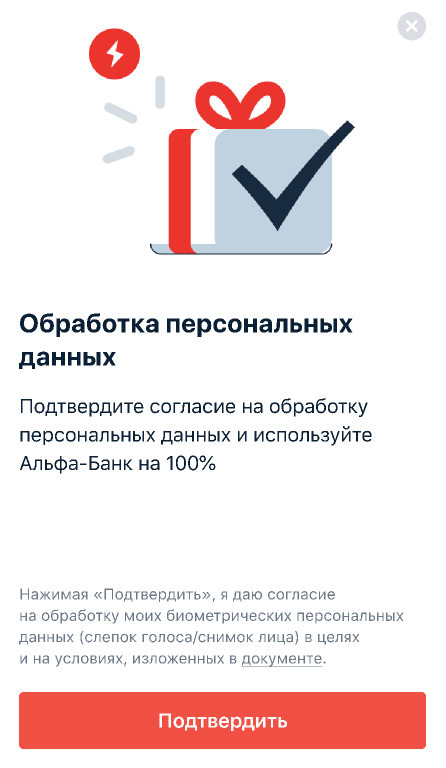 Обработка персональных
данных
Подтвердите согласие на обработку
персональных данных и используйте
Альфа-Банк на 100%
Нажимая «Подтвердить», я даю согласие
на обработку моих биометрических персональных
данных (слепок голоса/снимок лица) в целях
и на условиях, изложенных в документе.
Подтвердить